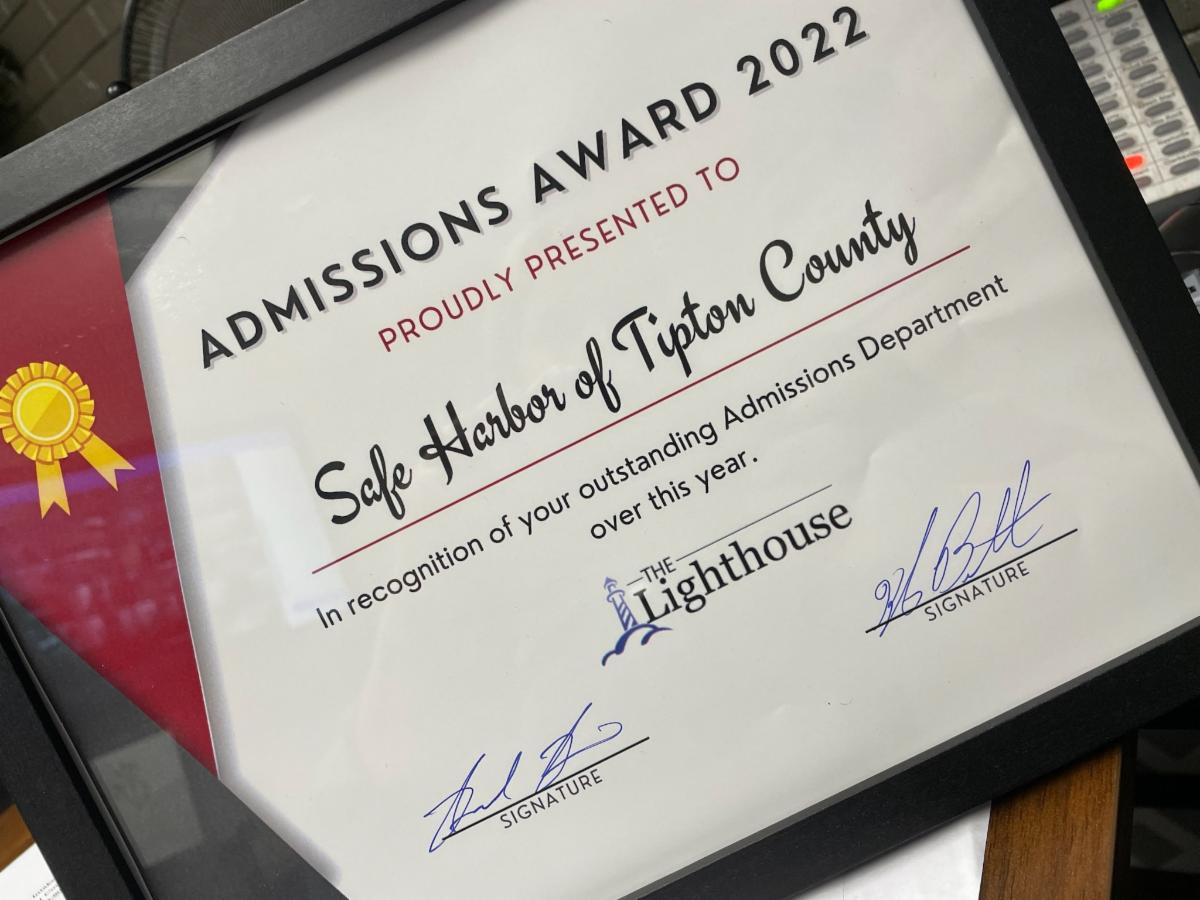 ADMISSIONS AWARD 2022
PROUDLY PRESENTED TO
Safe Harbor of Tipton County
In recognition of your outstanding Admissions Department
over this year.
THE
Lighthouse
SIGNATURE
SIGNATURE